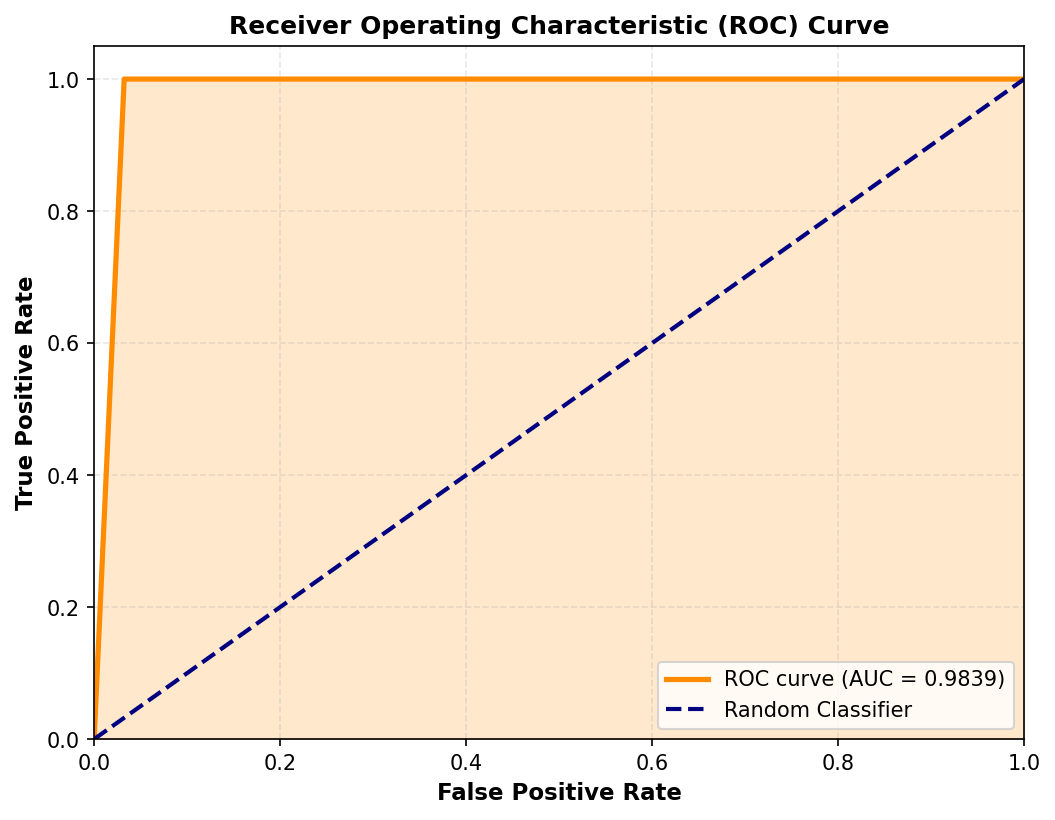 Receiver Operating Characteristic (ROC) Curve
1.0
0.8
0.6
0.4
0.2
0.0
True Positive Rate
ROC curve (AUC = 0.9839)
Random Classifier
0.0 0.2 0.4 0.6 0.8 1.0
False Positive Rate